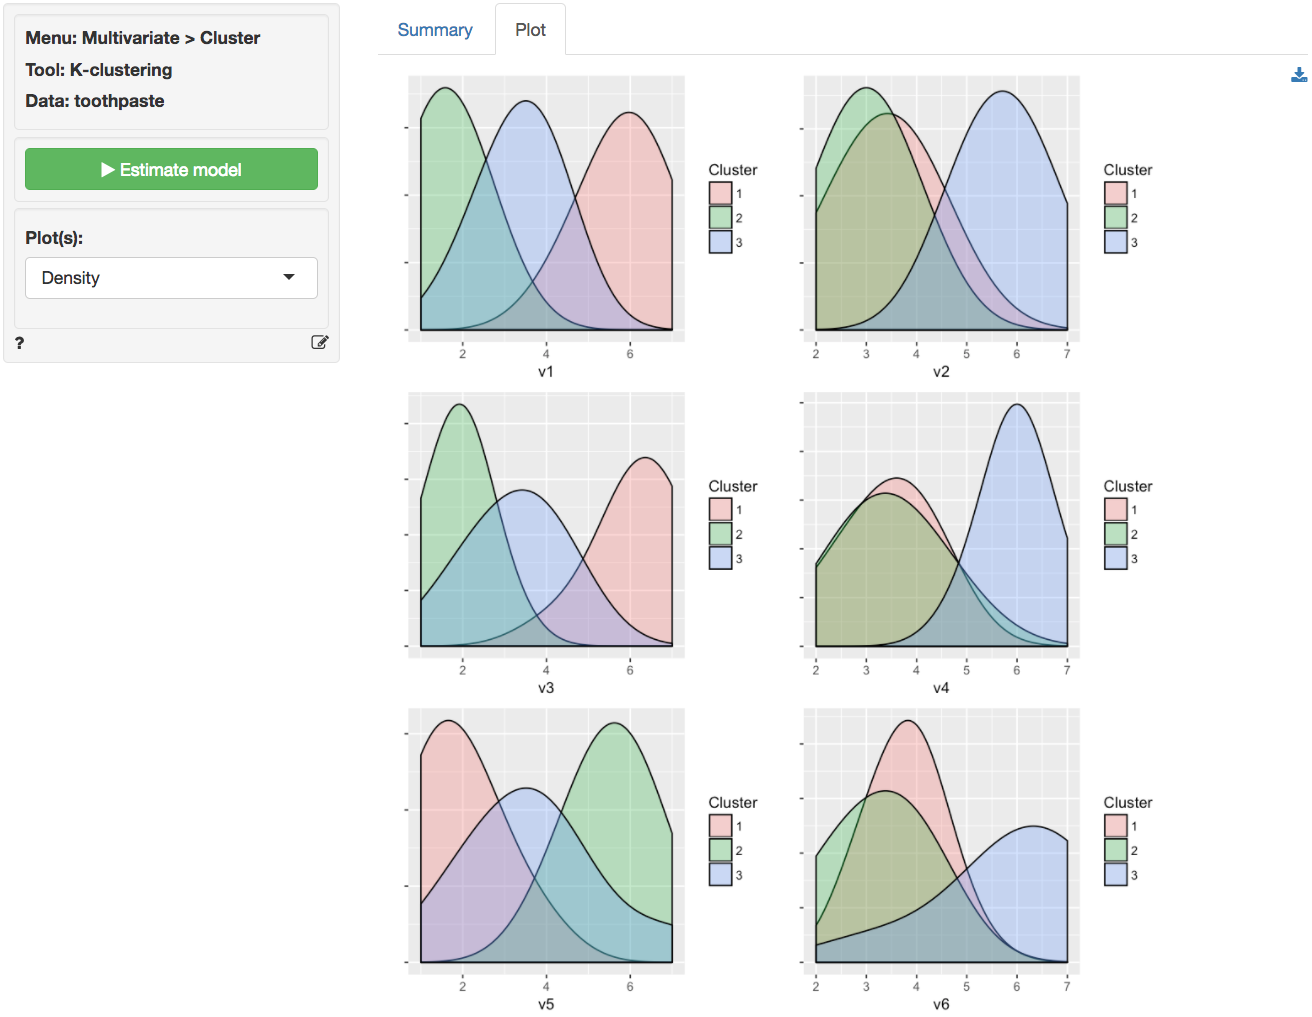 Menu: Multivariate > Cluster
Tool: K-clustering
Data: toothpaste
Estimate model
Plot(s):
Density
?
Summary
Plot
Cluster
1
2
3
2 4 6
v1
Cluster
1
2
3
2 3 4 5 6 7
v2
Cluster
1
2
3
2 4 6
v3
Cluster
1
2
3
2 3 4 5 6 7
v4
Cluster
1
2
3
2 4 6
v5
Cluster
1
2
3
2 3 4 5 6 7
v6